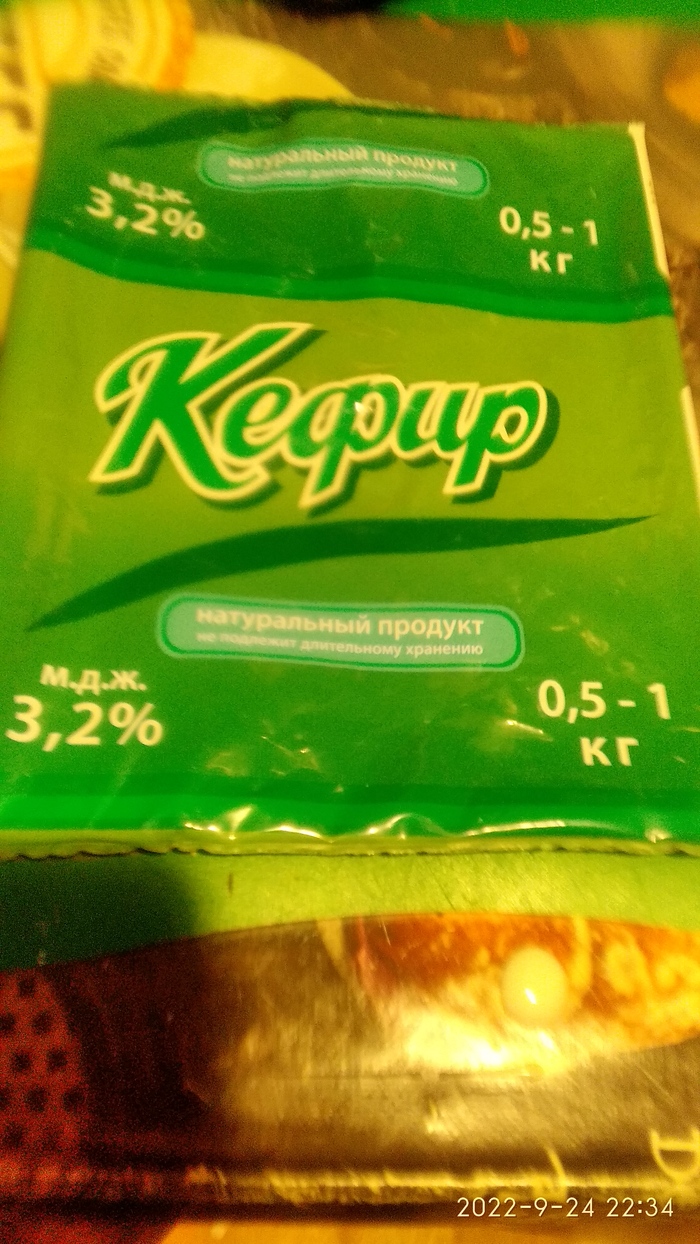 натуральный продукт
не подлежит длительному хранению
м.д.ж.
3,2%
0,5 - 1
кг
Кефир
натуральный продукт
не подлежит длительному хранению
м.д.ж.
3,2%
0,5 - 1
кг
2022-9-24 22:34